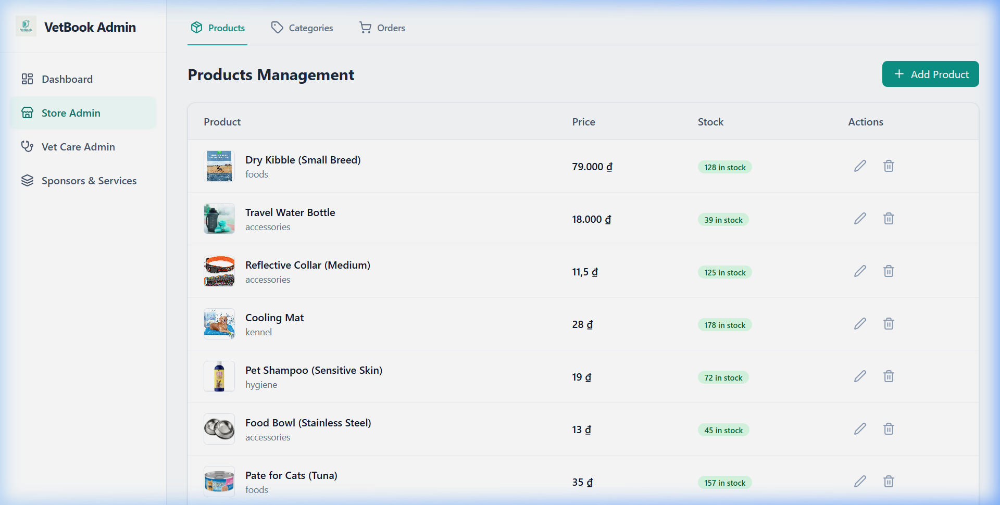 VetBook
VetBook Admin
Products
Categories
Orders
Dashboard
Store Admin
Vet Care Admin
Sponsors & Services
Products Management
Add Product
Product
Price
Stock
Actions
SMALL BREED
Dry Kibble (Small Breed)
foods
79.000 ₫
128 in stock
Travel Water Bottle
accessories
18.000 ₫
39 in stock
Reflective Collar (Medium)
accessories
11,5 ₫
125 in stock
Cooling Mat
kennel
28 ₫
178 in stock
DOG
Pet Shampoo (Sensitive Skin)
hygiene
19 ₫
72 in stock
Food Bowl (Stainless Steel)
accessories
13 ₫
45 in stock
Pate for Cats (Tuna)
foods
35 ₫
157 in stock